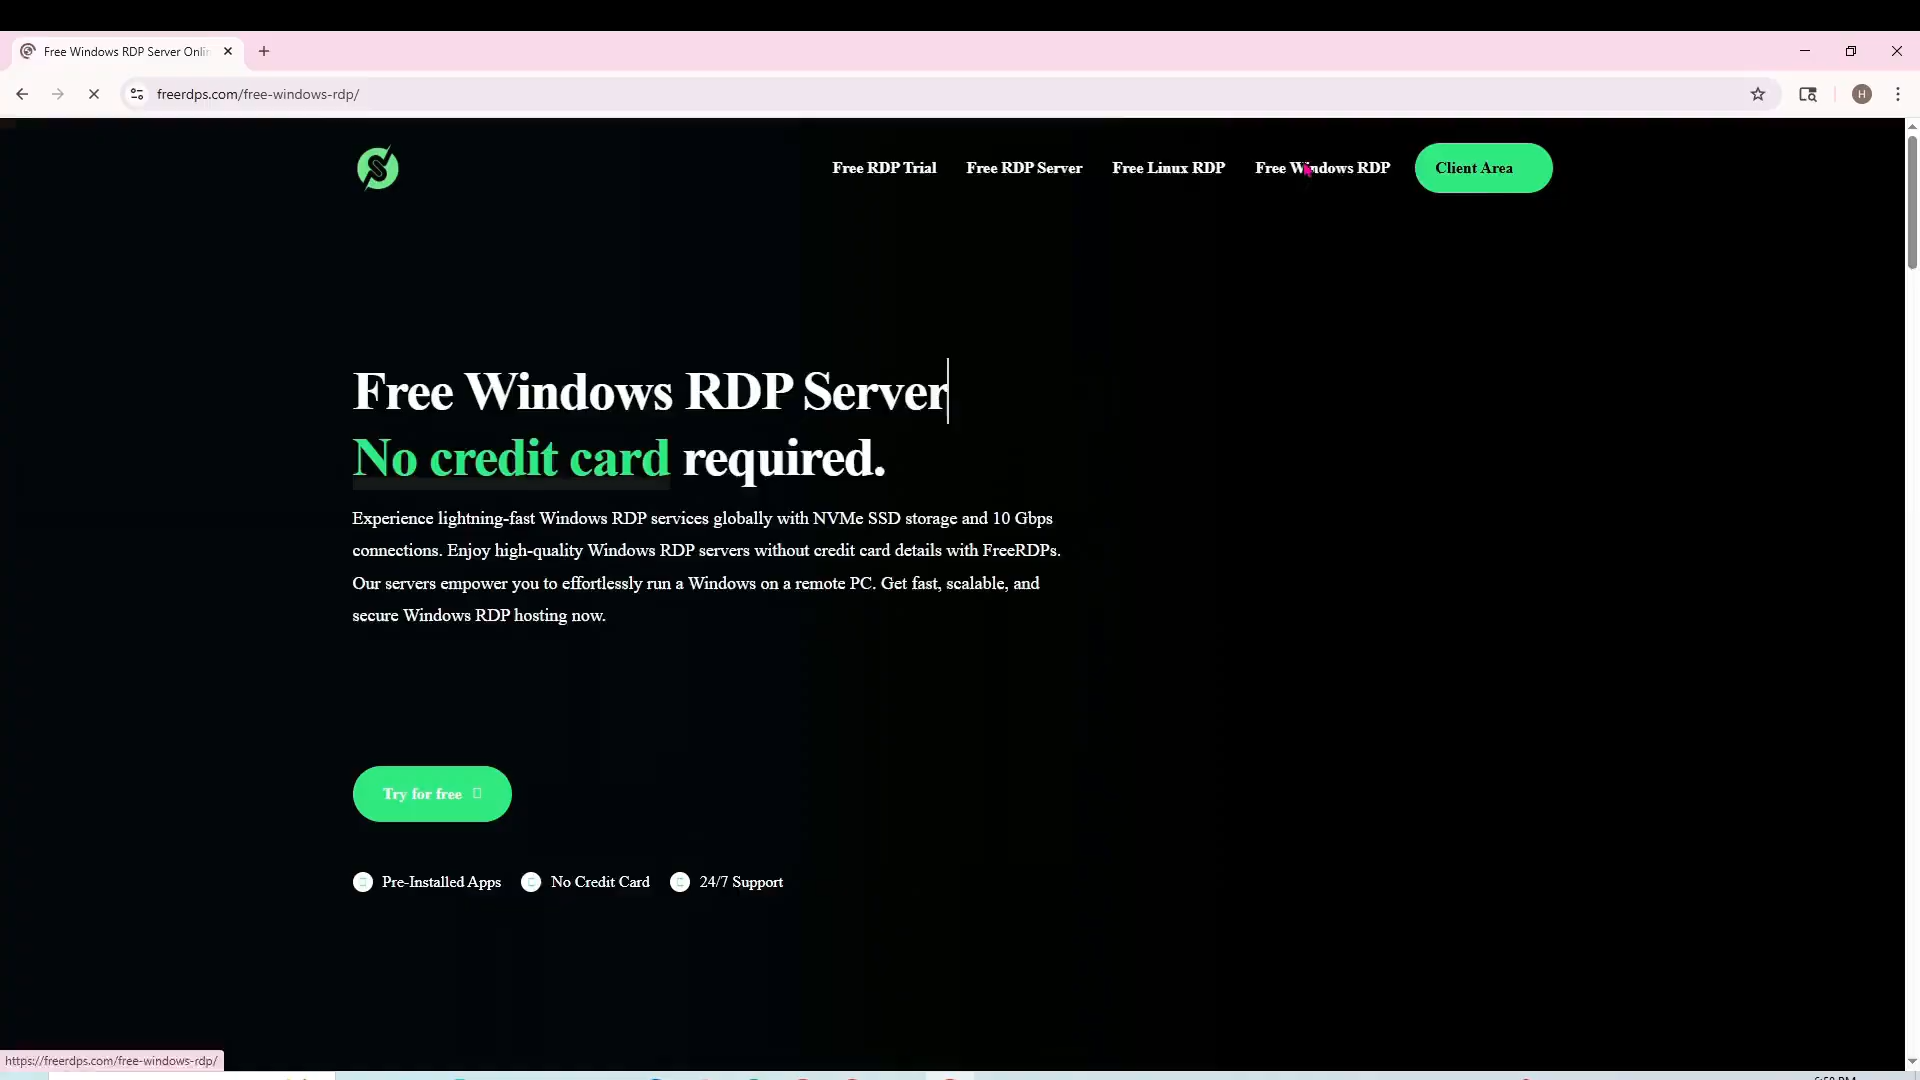 Free Windows RDP Server Onlin
freerdps.com/free-windows-rdp/
H
Free RDP Trial
Free RDP Server
Free Linux RDP
Free Windows RDP
Client Area
Free Windows RDP Server
No credit card required.
Experience lightning-fast Windows RDP services globally with NVMe SSD storage and 10 Gbps
connections. Enjoy high-quality Windows RDP servers without credit card details with FreeRDPs.
Our servers empower you to effortlessly run a Windows on a remote PC. Get fast, scalable, and
secure Windows RDP hosting now.
Try for free
Pre-Installed Apps
No Credit Card
24/7 Support
https://freerdps.com/free-windows-rdp/